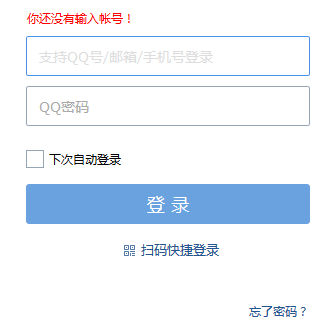 你还没有输入帐号！
支持QQ号/邮箱/手机号登录
QQ密码
下次自动登录
登 录
扫码快捷登录
忘了密码？